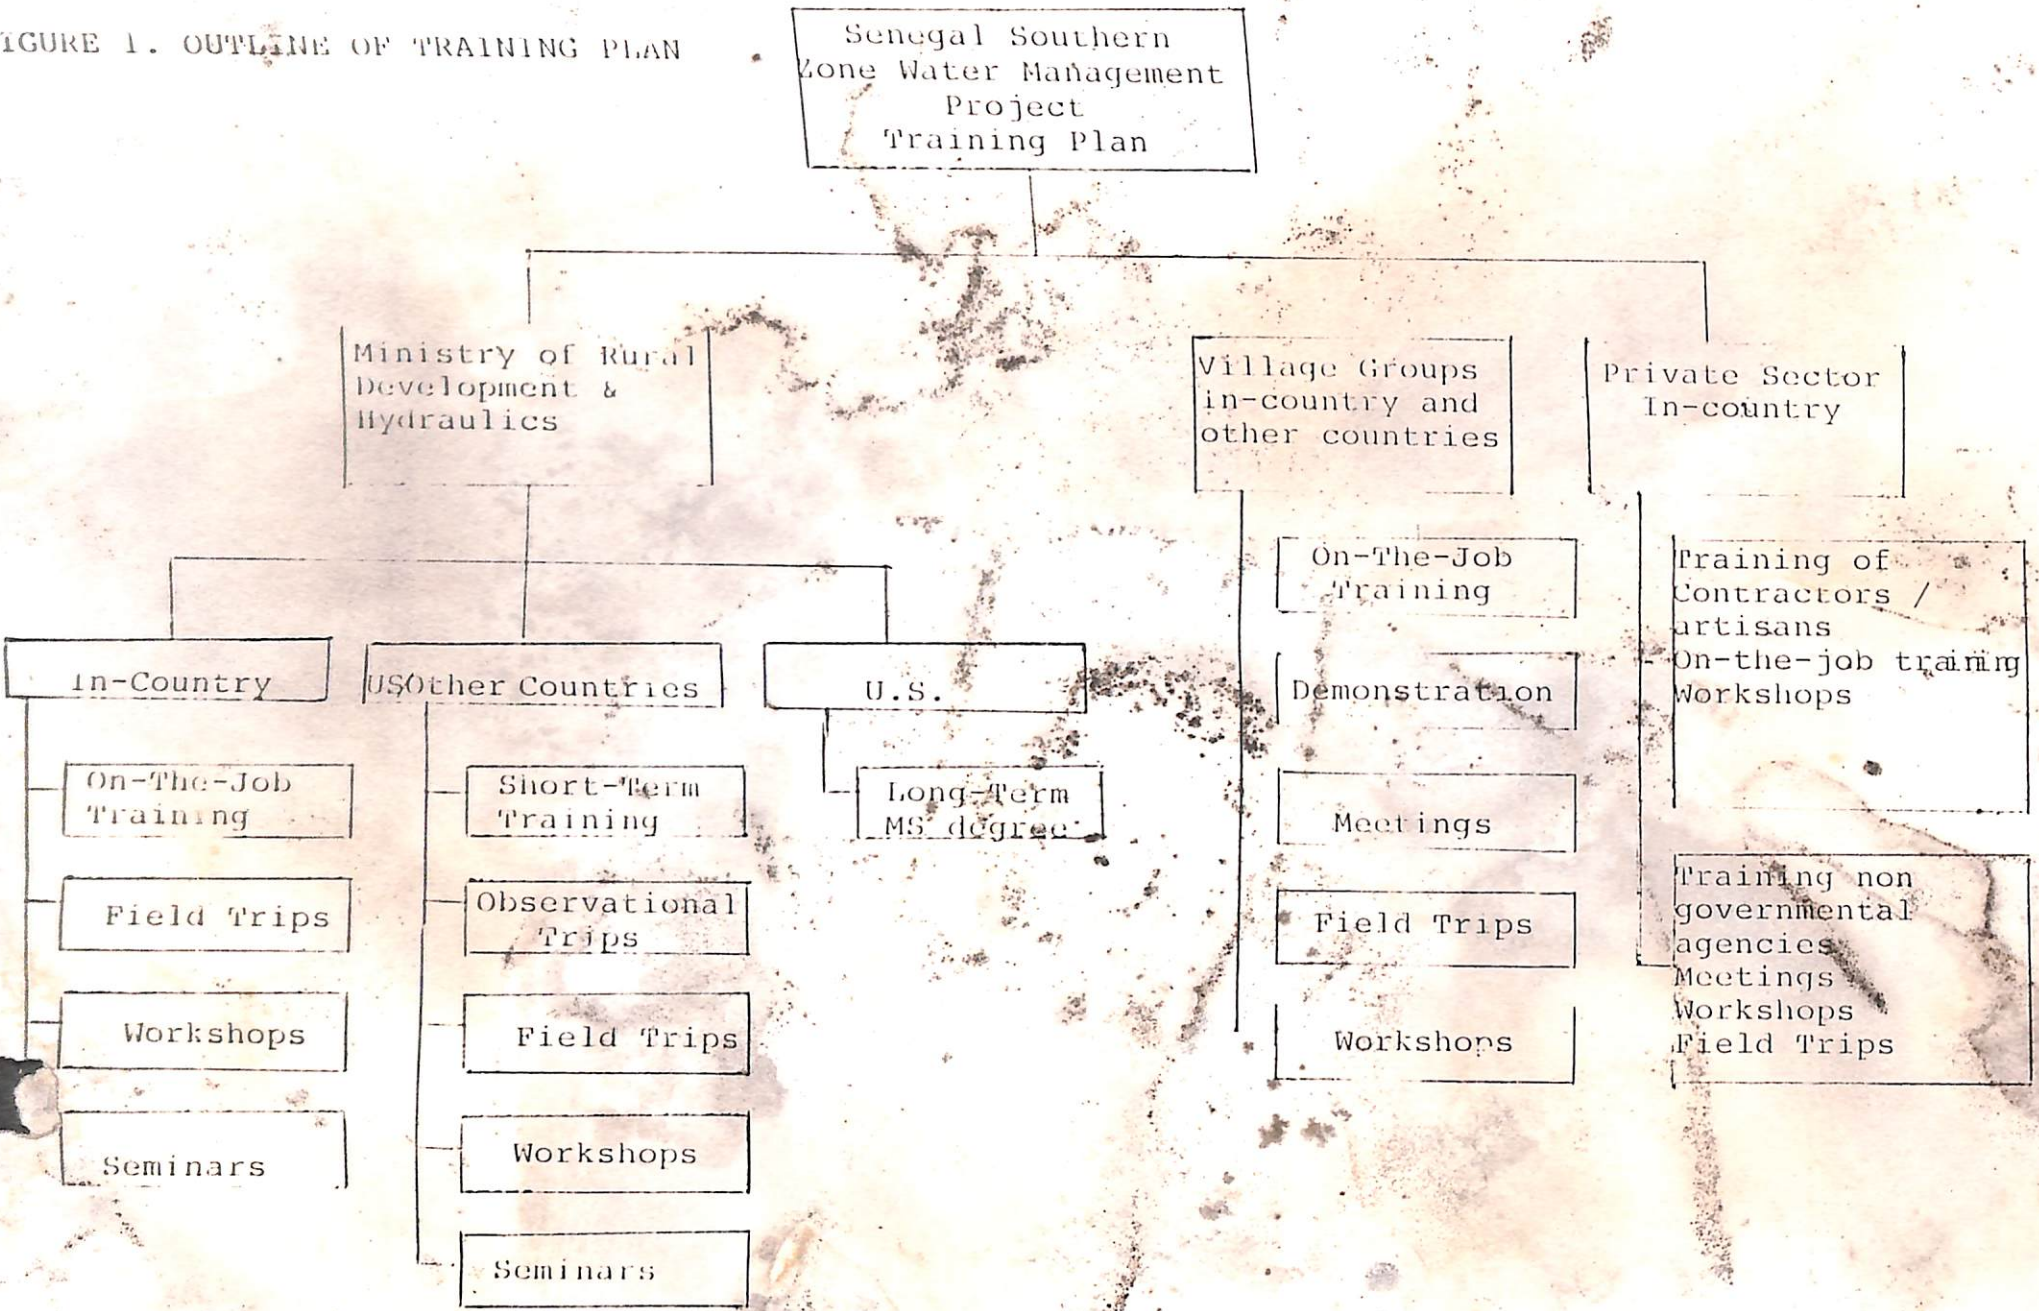 IGURE 1. OUTLINE OF TRAINING PLAN
Senegal Southern
Zone Water Management
Project
Training Plan
Ministry of Rural
Development &
Hydraulics
Village Groups
in-country and
other countries
Private Sector
In-country
In-Country
US Other Countries
U.S.
On-The-Job
Training
Field Trips
Workshops
Seminars
Short-Term
Training
Observational
Trips
Field Trips
Workshops
Seminars
Long-Term
MS degree
On-The-Job
Training
Demonstration
Meetings
Field Trips
Workshops
Training of
Contractors /
artisans
On-the-job training
Workshops
Training non
governmental
agencies
Meetings
Workshops
Field Trips